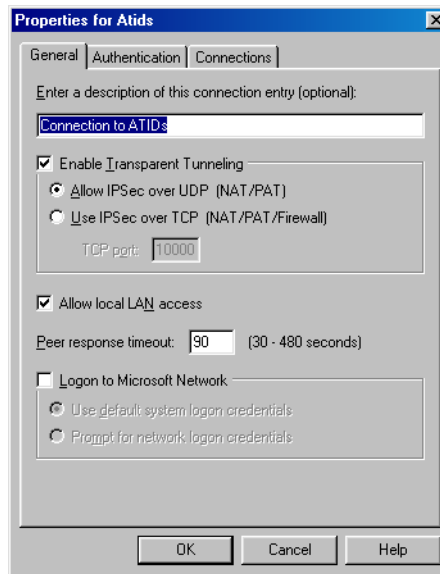 Properties for Atids
General Authentication Connections
Enter a description of this connection entry (optional):
Connection to ATIDs
Enable Transparent Tunneling
Allow IPSec over UDP (NAT/PAT)
Use IPSec over TCP (NAT/PAT/Firewall)
TCP port: 10000
Allow local LAN access
Peer response timeout: 90 (30 - 480 seconds)
Logon to Microsoft Network
Use default system logon credentials
Prompt for network logon credentials
OK Cancel Help